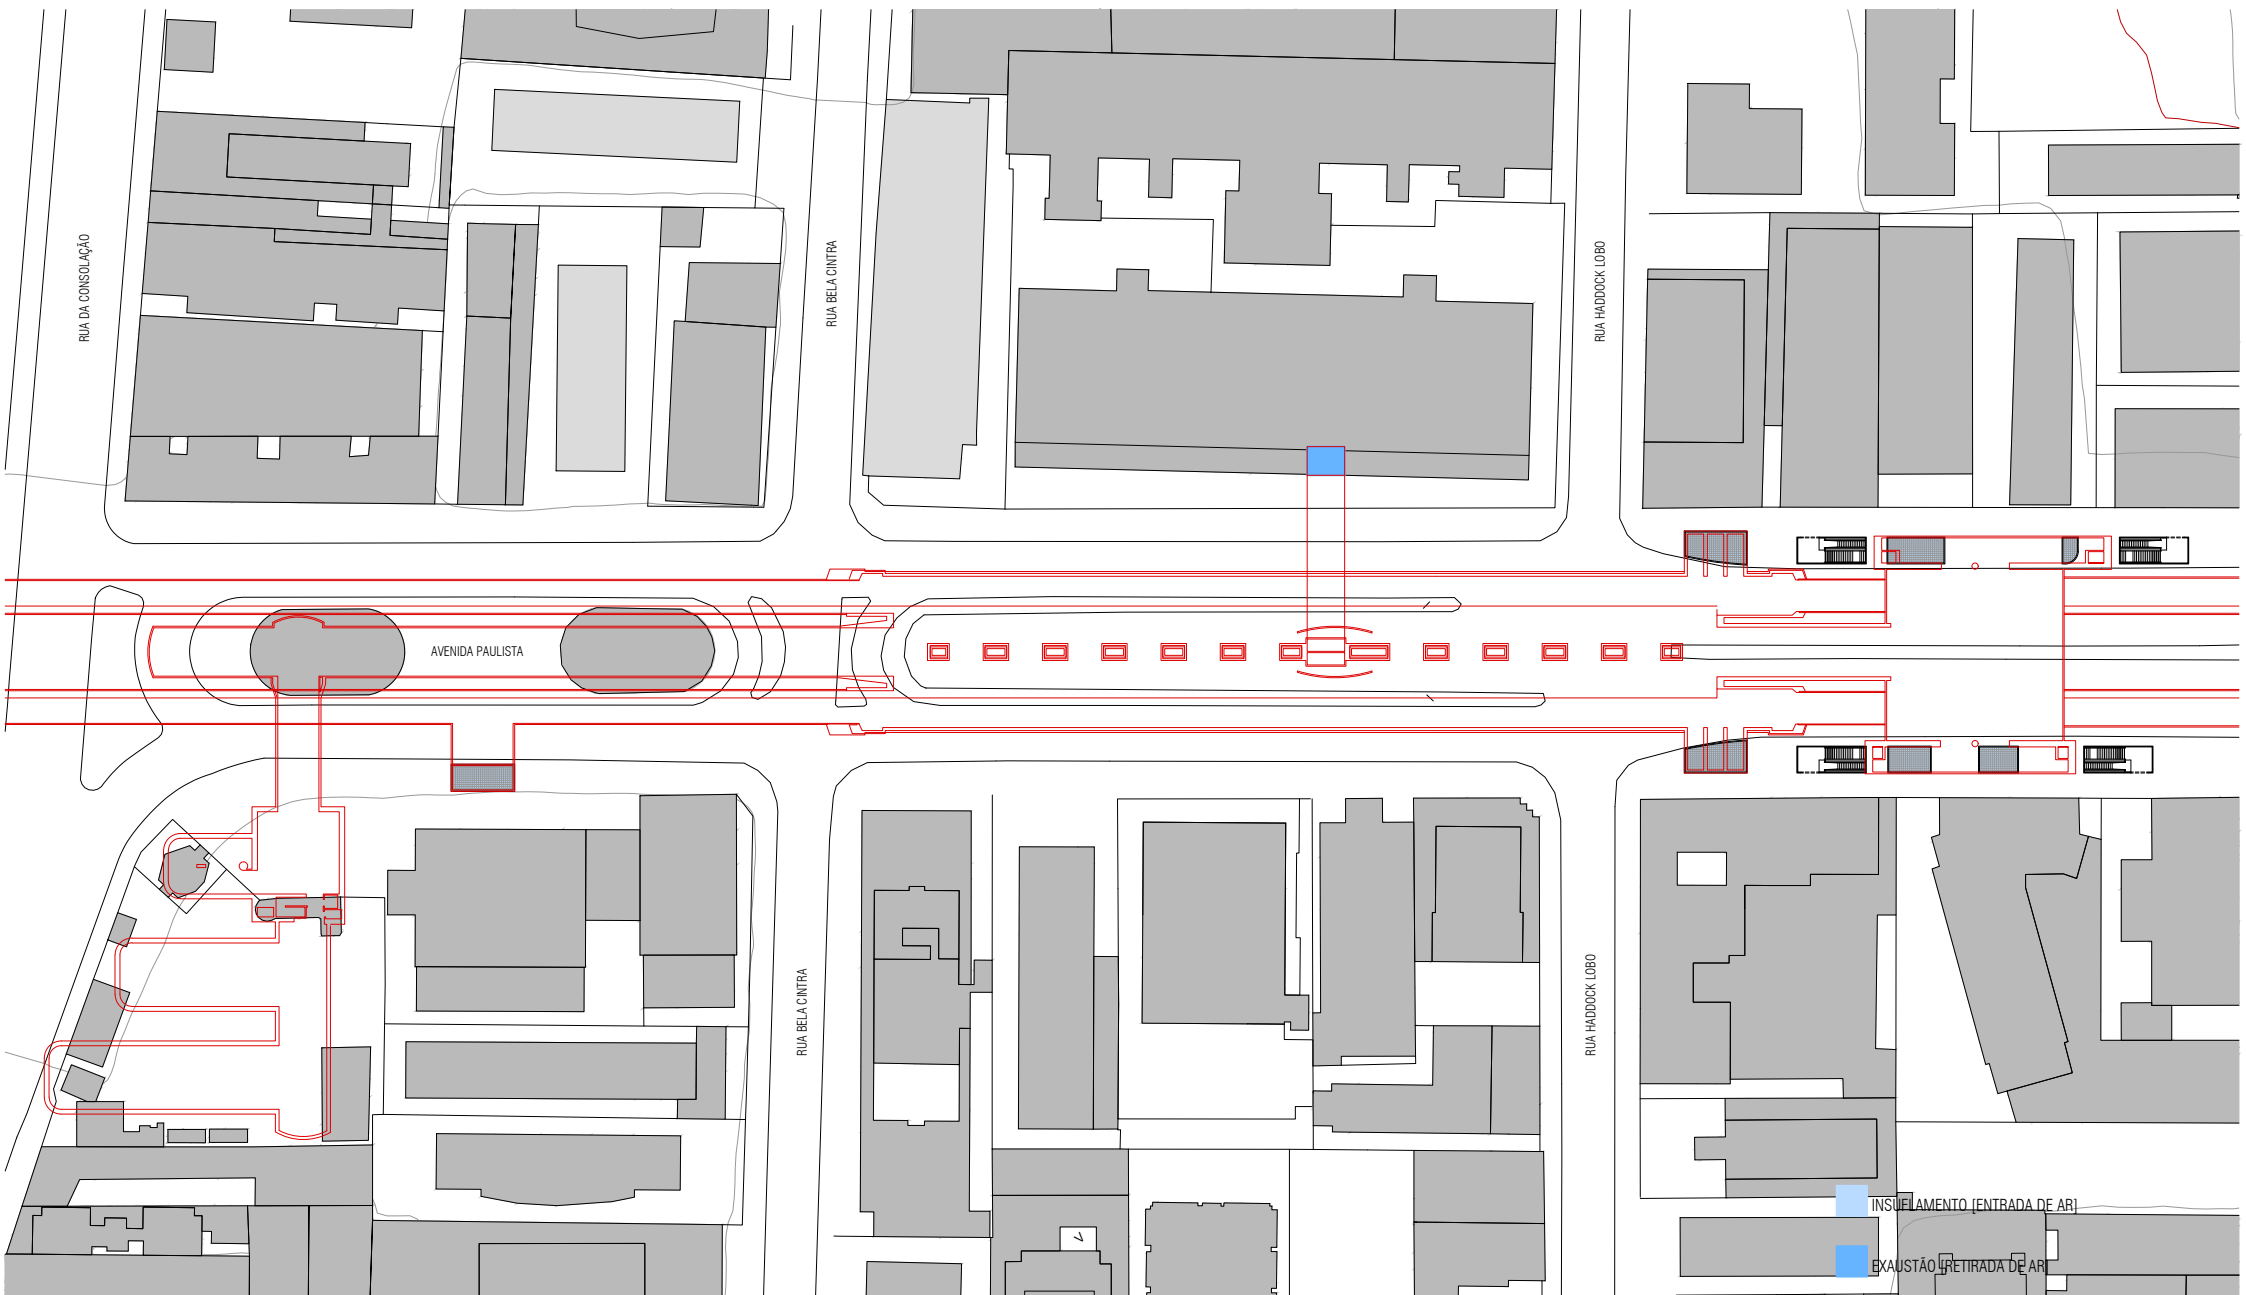 RUA DA CONSOLAÇÃO
RUA BELA CINTRA
RUA HADDOCK LOBO
AVENIDA PAULISTA
RUA BELA CINTRA
RUA HADDOCK LOBO
INSUFLAMENTO [ENTRADA DE AR]
EXAUSTÃO [RETIRADA DE AR]